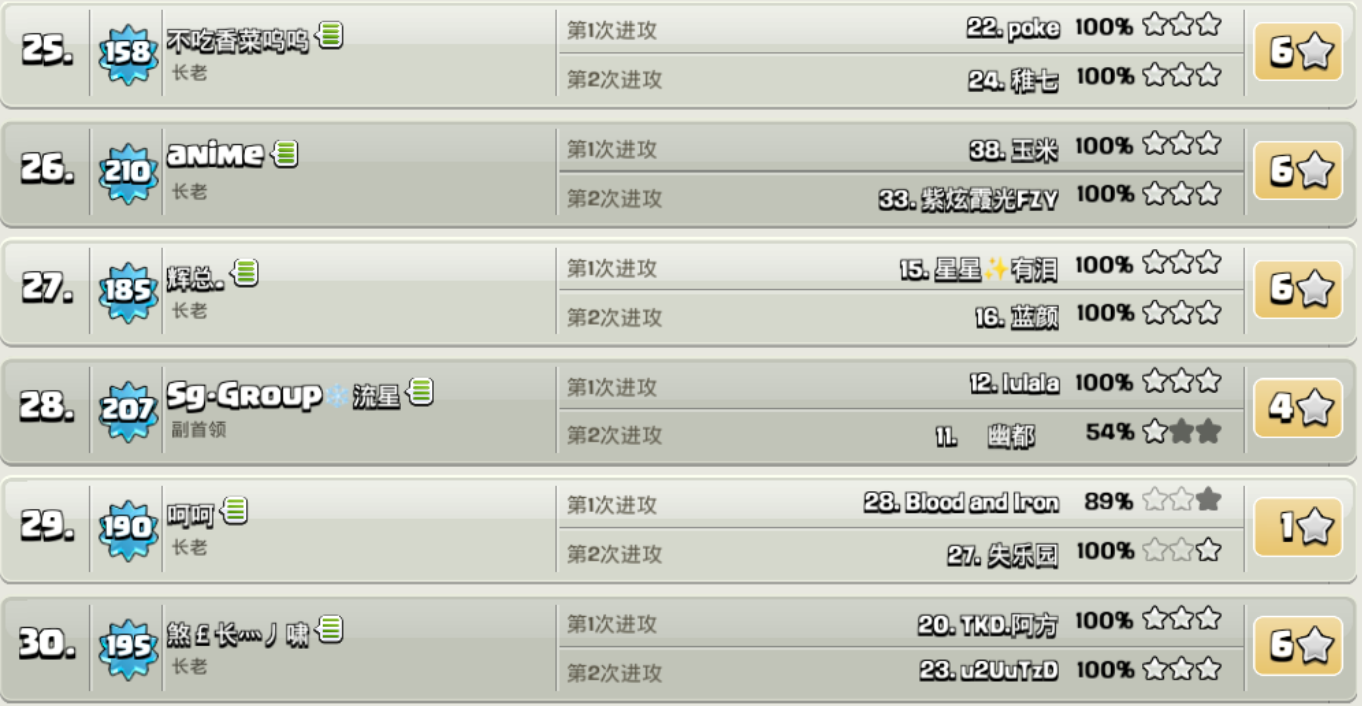 25. 158 不吃香菜呜呜 第1次进攻 22. poke 100% 6
长老 第2次进攻 24. 稚七 100%
26. 210 anime 第1次进攻 38. 玉米 100% 6
长老 第2次进攻 33. 紫炫霞光FZY 100%
27. 185 辉总。 第1次进攻 15. 星星✨有泪 100% 6
长老 第2次进攻 16. 蓝颜 100%
28. 207 Sg-Group❄️流星 第1次进攻 12. lulala 100% 4
副首领 第2次进攻 11. 幽都 54%
29. 190 呵呵 第1次进攻 28. Blood and Iron 89% 1
长老 第2次进攻 27. 失乐园 100%
30. 195 煞£长灬丿啸 第1次进攻 20. TKD.阿方 100% 6
长老 第2次进攻 23. u2UuTzD 100%